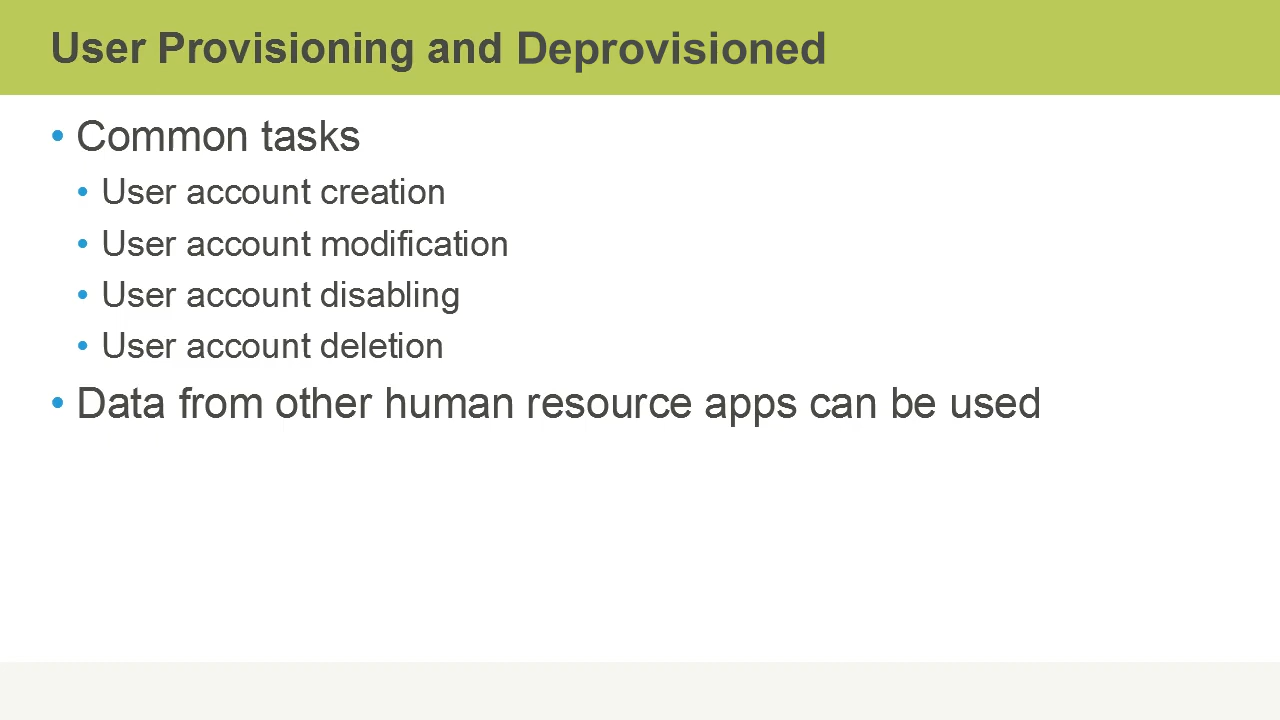 User Provisioning and Deprovisioned
• Common tasks
• User account creation
• User account modification
• User account disabling
• User account deletion
• Data from other human resource apps can be used